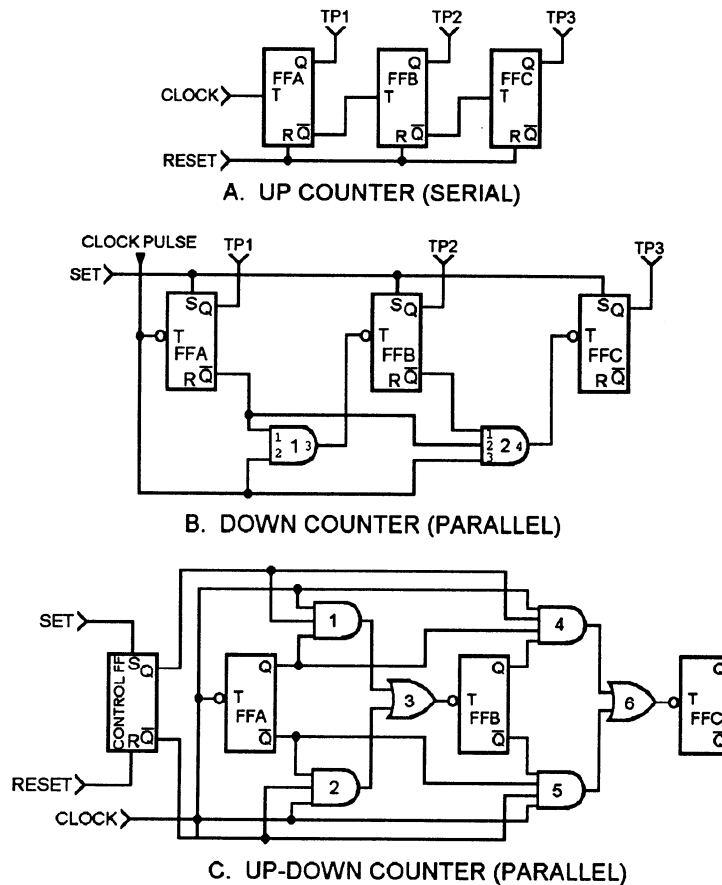 TP1 TP2 TP3
Q Q Q
FFA FFB FFC
CLOCK T T T
R Q̅ R Q̅ R Q̅
RESET
A. UP COUNTER (SERIAL)
CLOCK PULSE TP1 TP2 TP3
SET
S Q S Q S Q
T T T
FFA FFB FFC
R Q̅ R Q̅ R Q̅
1 2 1 3 1 2 3 2 4
B. DOWN COUNTER (PARALLEL)
SET 1 4
CONTROL FF
S Q Q Q Q
T T T
FFA 3 FFB 6 FFC
R Q̅ Q̅ Q̅ Q̅
RESET 2 5
CLOCK
C. UP-DOWN COUNTER (PARALLEL)